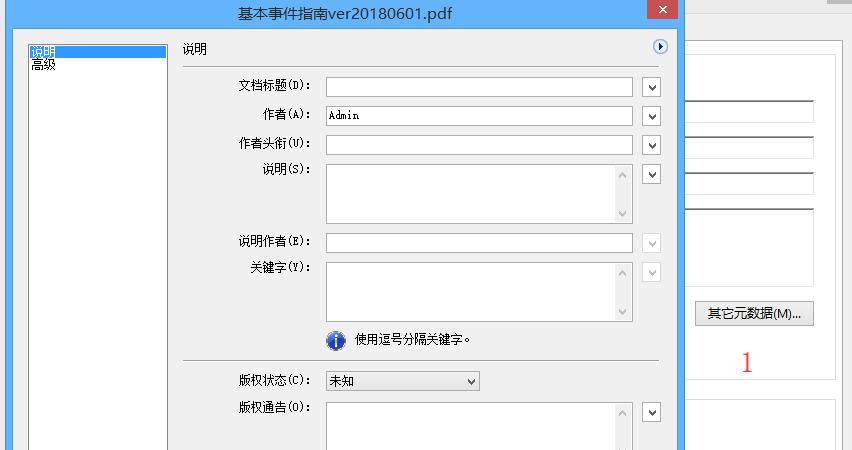 基本事件指南ver20180601.pdf
说明
高级
说明
文档标题(D):
作者(A): Admin
作者头衔(U):
说明(S):
说明作者(E):
关键字(Y):
其它元数据(M)...
使用逗号分隔关键字。
1
版权状态(C): 未知
版权通告(O):